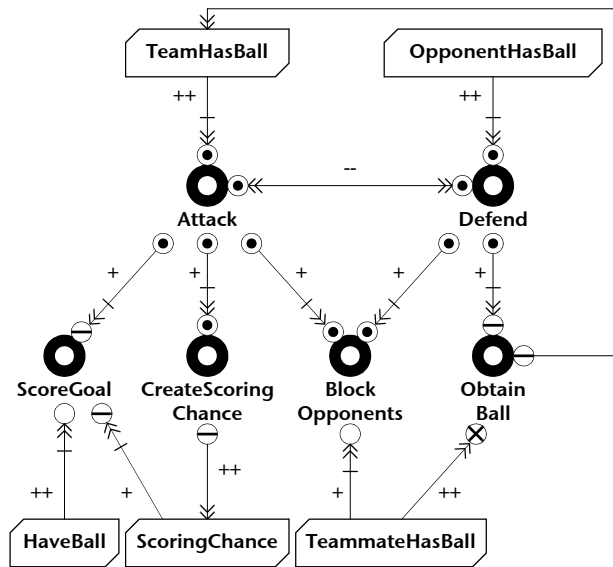 TeamHasBall
OpponentHasBall
++
++
--
Attack
Defend
+
+
+
+
+
ScoreGoal
CreateScoring
Chance
Block
Opponents
Obtain
Ball
++
+
++
+
++
HaveBall
ScoringChance
TeammateHasBall